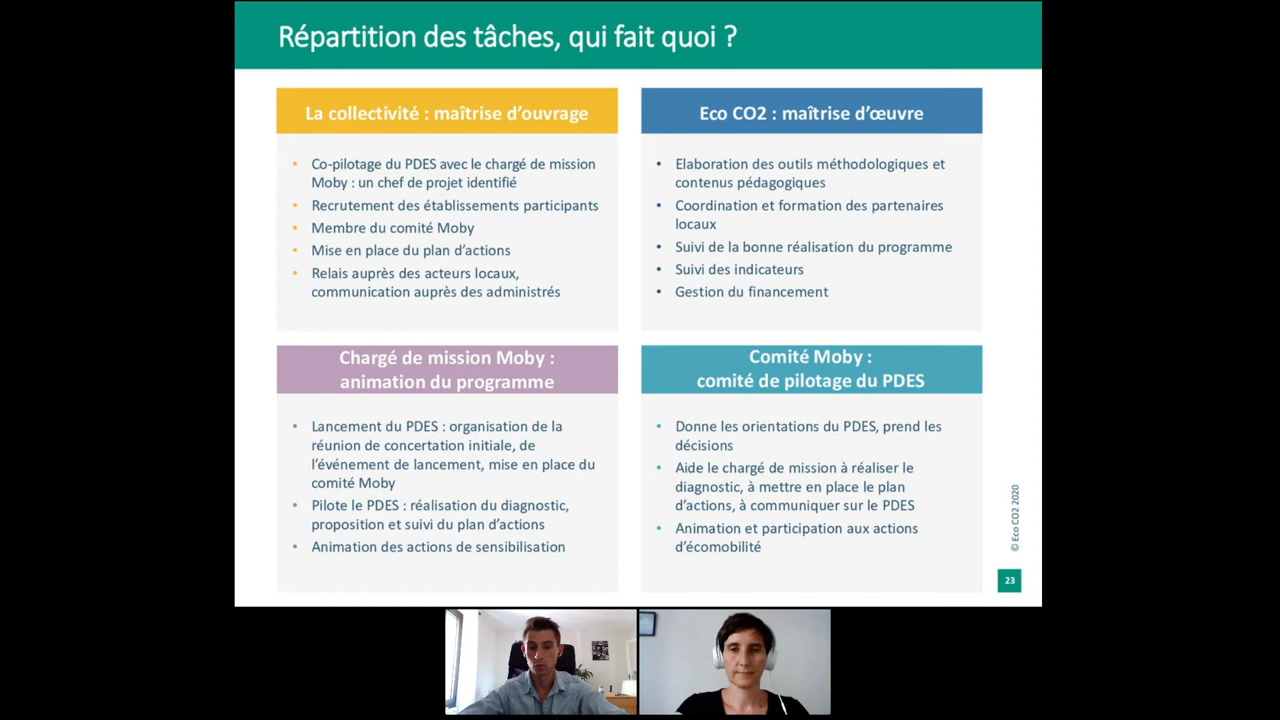 Répartition des tâches, qui fait quoi ?
La collectivité : maîtrise d'ouvrage
• Co-pilotage du PDES avec le chargé de mission
Moby : un chef de projet identifié
• Recrutement des établissements participants
• Membre du comité Moby
• Mise en place du plan d'actions
• Relais auprès des acteurs locaux,
communication auprès des administrés
Eco CO2 : maîtrise d'œuvre
• Elaboration des outils méthodologiques et
contenus pédagogiques
• Coordination et formation des partenaires
locaux
• Suivi de la bonne réalisation du programme
• Suivi des indicateurs
• Gestion du financement
Chargé de mission Moby :
animation du programme
• Lancement du PDES : organisation de la
réunion de concertation initiale, de
l'événement de lancement, mise en place du
comité Moby
• Pilote le PDES : réalisation du diagnostic,
proposition et suivi du plan d'actions
• Animation des actions de sensibilisation
Comité Moby :
comité de pilotage du PDES
• Donne les orientations du PDES, prend les
décisions
• Aide le chargé de mission à réaliser le
diagnostic, à mettre en place le plan
d'actions, à communiquer sur le PDES
• Animation et participation aux actions
d'écomobilité
© Eco CO2 2020
23